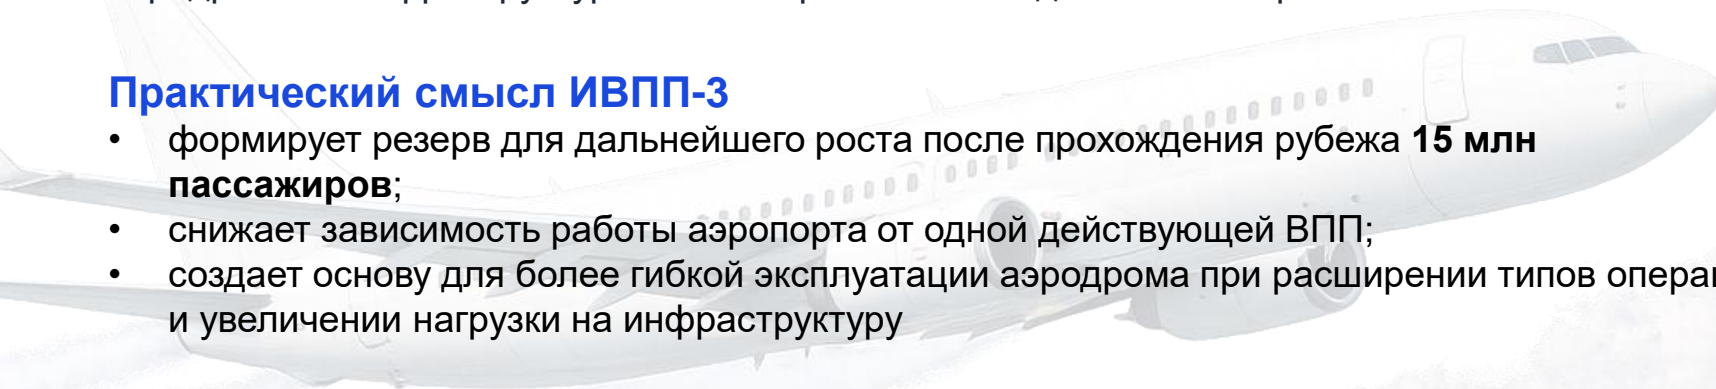 Практический смысл ИВПП-3
• формирует резерв для дальнейшего роста после прохождения рубежа 15 млн
пассажиров;
• снижает зависимость работы аэропорта от одной действующей ВПП;
• создает основу для более гибкой эксплуатации аэродрома при расширении типов
и увеличении нагрузки на инфраструктуру